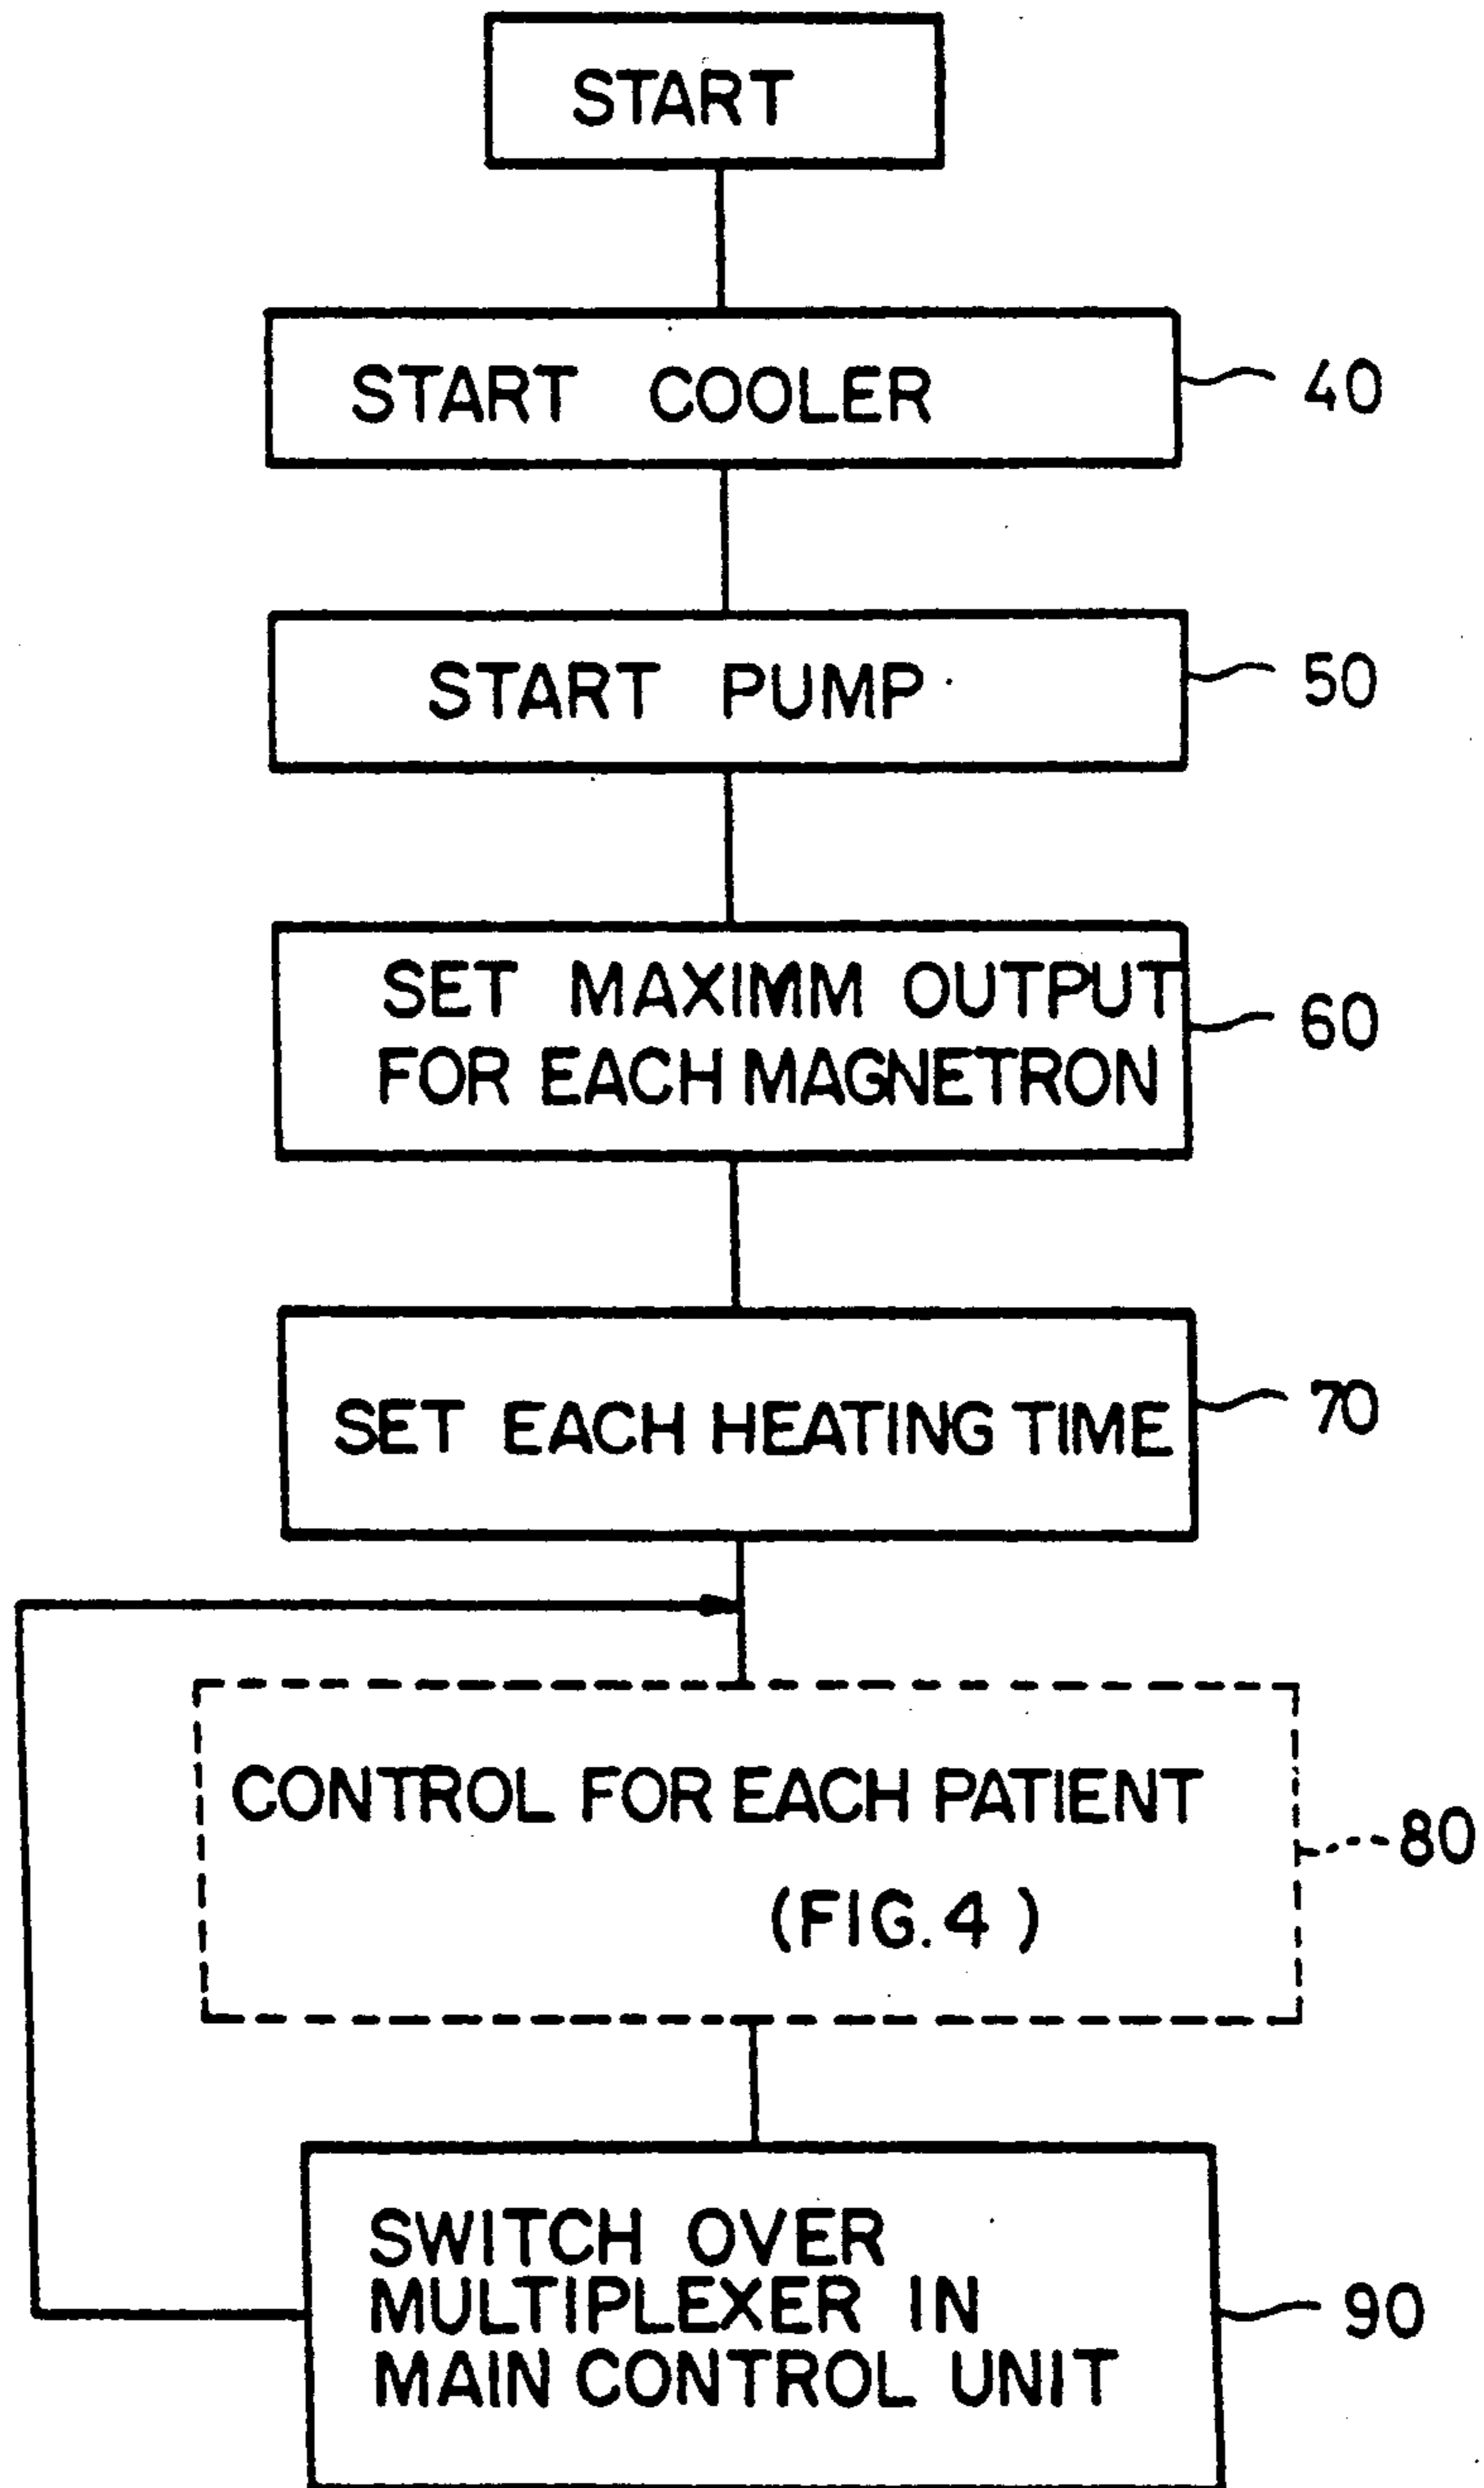 START
START COOLER
40
START PUMP
50
SET MAXIMM OUTPUT
FOR EACH MAGNETRON
60
SET EACH HEATING TIME
70
CONTROL FOR EACH PATIENT
(FIG.4)
80
SWITCH OVER
MULTIPLEXER IN
MAIN CONTROL UNIT
90